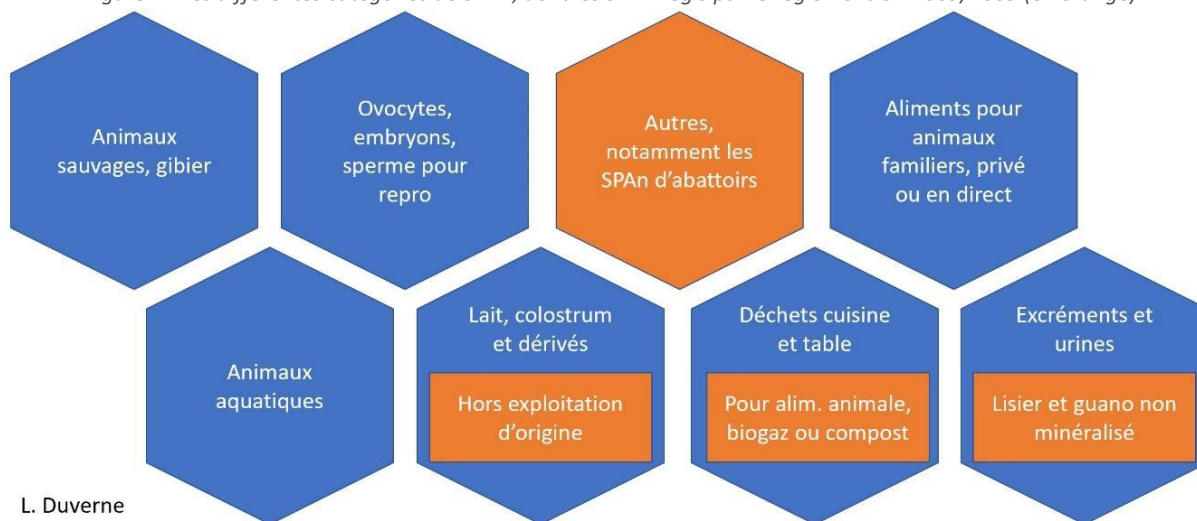 Animaux
sauvages, gibier
Ovocytes,
embryons,
sperme pour
repro
Autres,
notamment les
SPAn d'abattoirs
Aliments pour
animaux
familiers, privé
ou en direct
Animaux
aquatiques
Lait, colostrum
et dérivés
Hors exploitation
d'origine
Déchets cuisine
et table
Pour alim. animale,
biogaz ou compost
Excréments et
urines
Lisier et guano non
minéralisé
L. Duverne